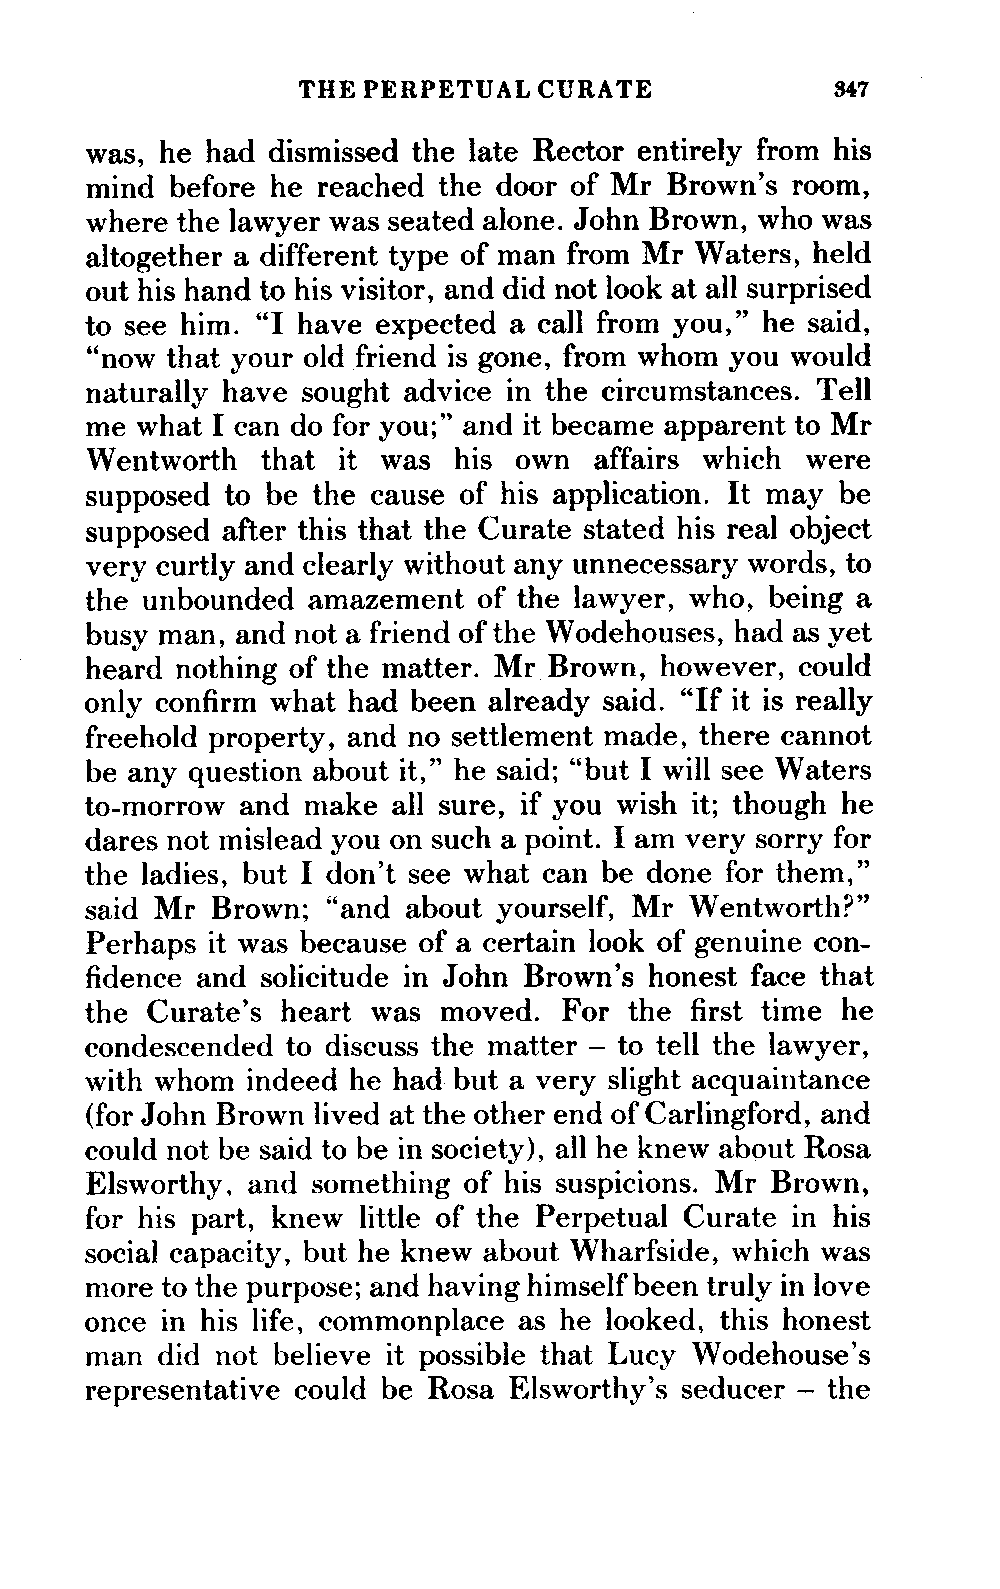 THE PERPETUAL CURATE 347
was, he had dismissed the late Rector entirely from his
mind before he reached the door of Mr Brown's room,
where the lawyer was seated alone. John Brown, who was
altogether a different type of man from Mr Waters, held
out his hand to his visitor, and did not look at all surprised
to see him. “I have expected a call from you,” he said,
“now that your old friend is gone, from whom you would
naturally have sought advice in the circumstances. Tell
me what I can do for you;” and it became apparent to Mr
Wentworth that it was his own affairs which were
supposed to be the cause of his application. It may be
supposed after this that the Curate stated his real object
very curtly and clearly without any unnecessary words, to
the unbounded amazement of the lawyer, who, being a
busy man, and not a friend of the Wodehouses, had as yet
heard nothing of the matter. Mr Brown, however, could
only confirm what had been already said. “If it is really
freehold property, and no settlement made, there cannot
be any question about it,” he said; “but I will see Waters
to-morrow and make all sure, if you wish it; though he
dares not mislead you on such a point. I am very sorry for
the ladies, but I don't see what can be done for them,”
said Mr Brown; “and about yourself, Mr Wentworth?”
Perhaps it was because of a certain look of genuine con-
fidence and solicitude in John Brown's honest face that
the Curate's heart was moved. For the first time he
condescended to discuss the matter – to tell the lawyer,
with whom indeed he had but a very slight acquaintance
(for John Brown lived at the other end of Carlingford, and
could not be said to be in society), all he knew about Rosa
Elsworthy, and something of his suspicions. Mr Brown,
for his part, knew little of the Perpetual Curate in his
social capacity, but he knew about Wharfside, which was
more to the purpose; and having himself been truly in love
once in his life, commonplace as he looked, this honest
man did not believe it possible that Lucy Wodehouse's
representative could be Rosa Elsworthy's seducer – the